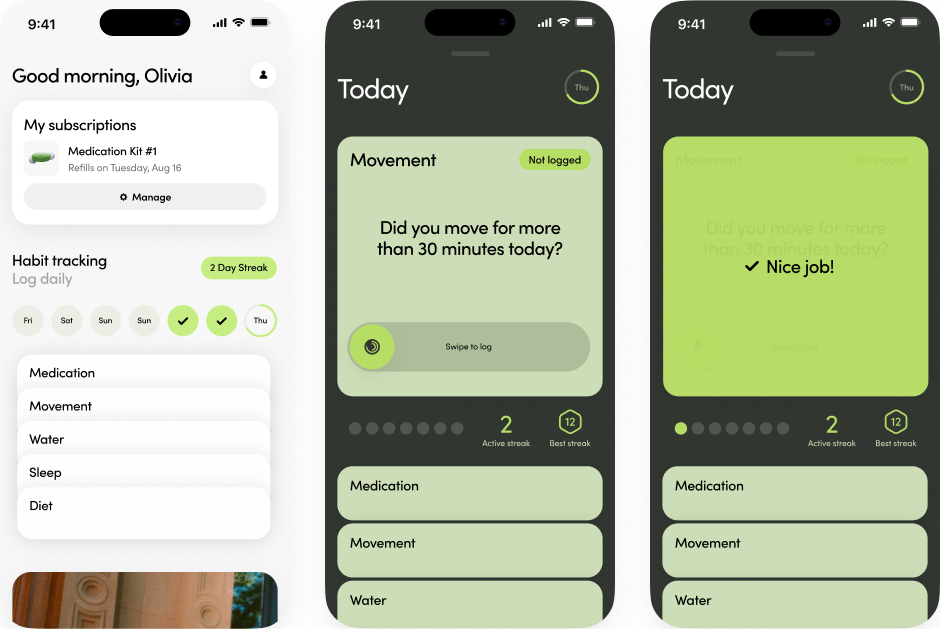 9:41
Good morning, Olivia
My subscriptions
Medication Kit #1
Refills on Tuesday, Aug 16
Manage
Habit tracking
Log daily
2 Day Streak
Fri
Sat
Sun
Sun
Thu
Medication
Movement
Water
Sleep
Diet
9:41
Today
Thu
Movement
Not logged
Did you move for more
than 30 minutes today?
Swipe to log
2
Active streak
12
Best streak
Medication
Movement
Water
9:41
Today
Thu
Movement
Not logged
Did you move for more
than 30 minutes today?
Nice job!
Swipe to log
2
Active streak
12
Best streak
Medication
Movement
Water